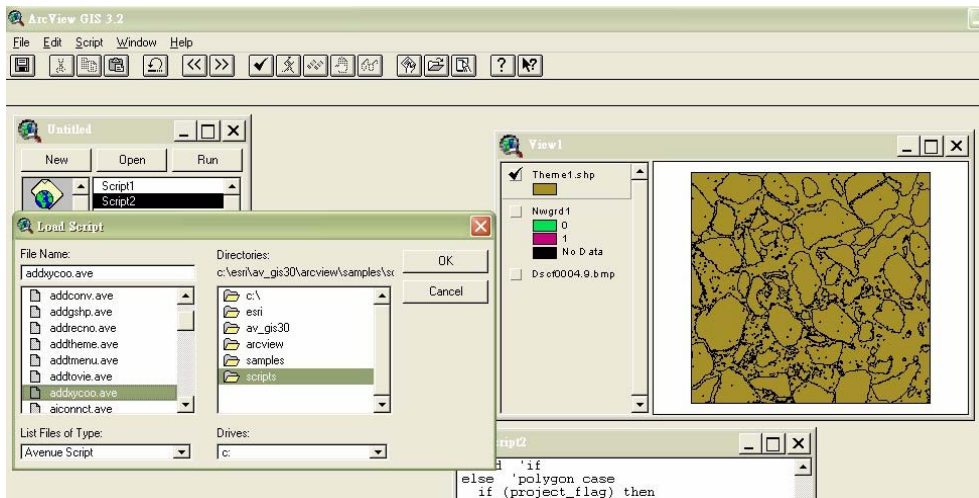 ArcView GIS 3.2
File Edit Script Window Help
Untitled
New Open Run
Script1
Script2
Load Script
File Name:
addxycoo.ave
addconv.ave
addgshp.ave
addrecno.ave
addtheme.ave
addtmenu.ave
addtovie.ave
addxycoo.ave
aiconnct.ave
List Files of Type:
Avenue Script
Directories:
c:\esri\av_gis30\arcview\samples\sc
c:\
esri
av_gis30
arcview
samples
scripts
Drives:
c:
OK
Cancel
View1
Theme1.shp
Nwgrd1
0
1
No Data
Dscf0004.9.bmp
ript2
'if
else 'polygon case
if (project_flag) then